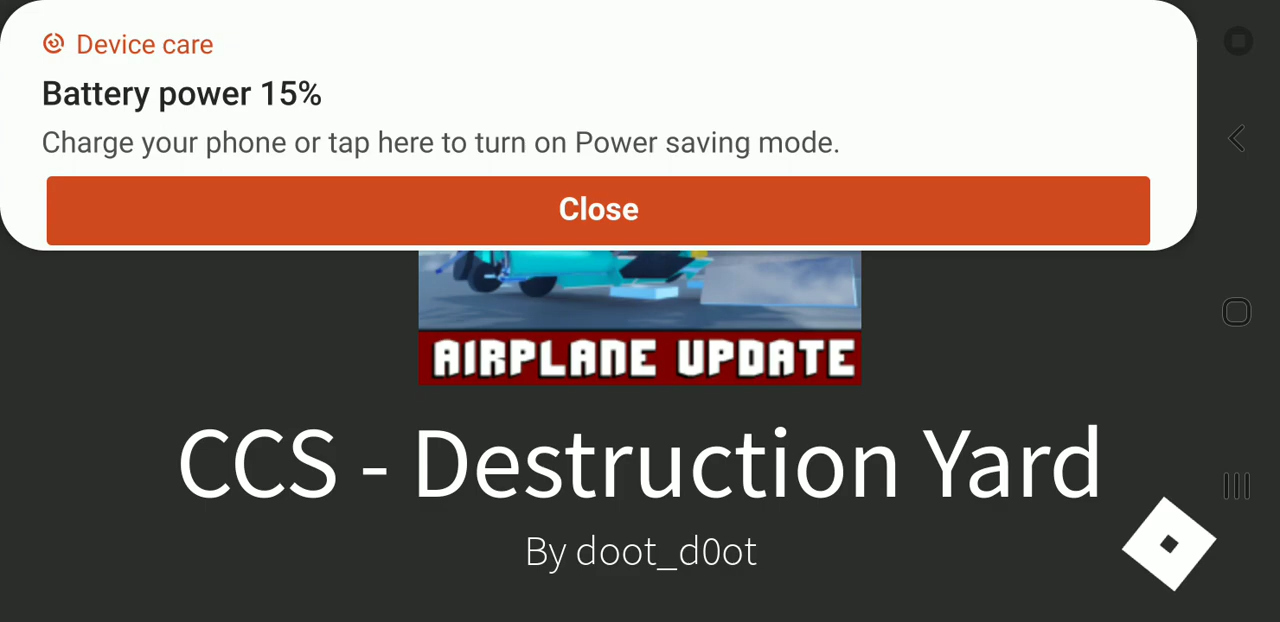 Device care
Battery power 15%
Charge your phone or tap here to turn on Power saving mode.
Close
AIRPLANE UPDATE
CCS - Destruction Yard
By doot_d0ot